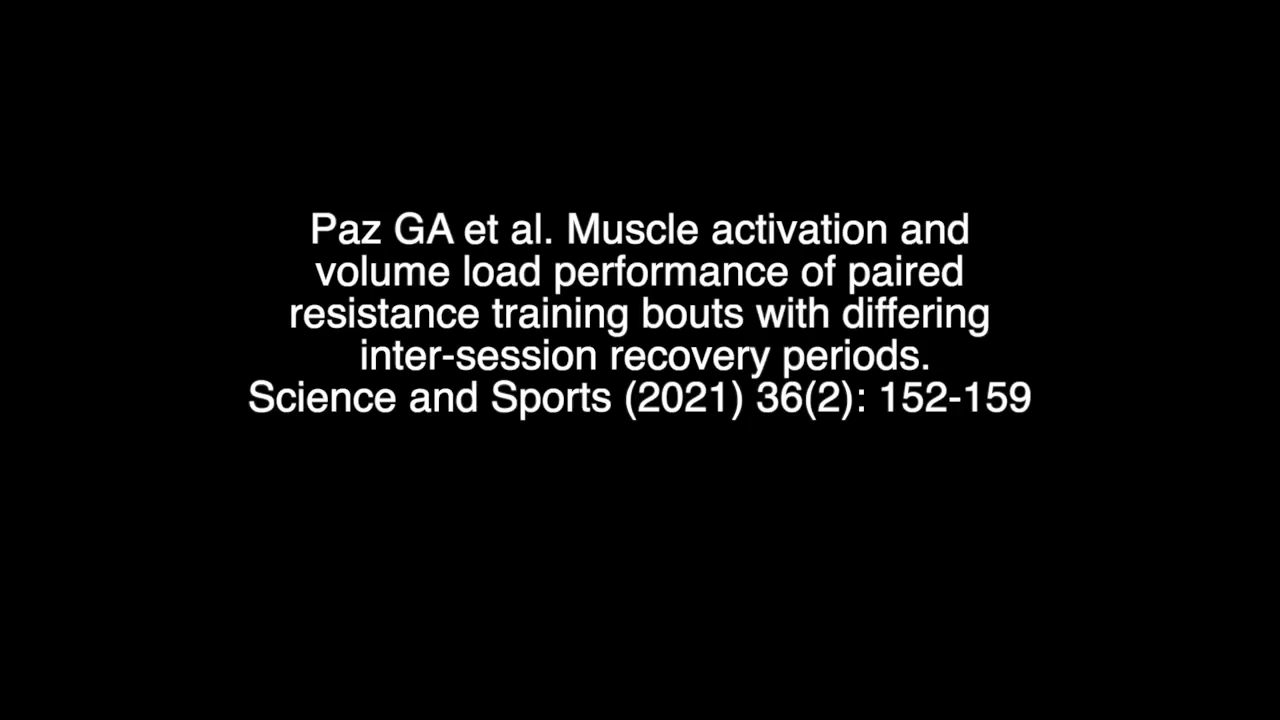 Paz GA et al. Muscle activation and
volume load performance of paired
resistance training bouts with differing
inter-session recovery periods.
Science and Sports (2021) 36(2): 152-159